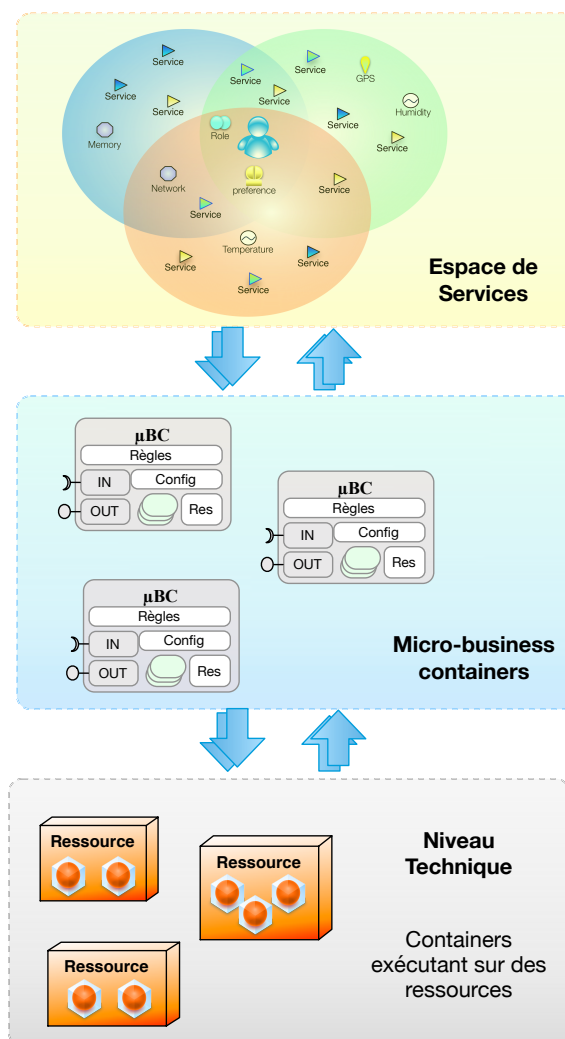 Service
Service
Service
GPS
Service
Service
Service
Humidity
Service
Role
Service
Memory
Network
preference
Service
Service
Temperature
Service
Service
Service
Espace de
Services
µBC
Règles
IN
Config
OUT
Res
µBC
Règles
IN
Config
OUT
Res
µBC
Règles
IN
Config
OUT
Res
Micro-business
containers
Ressource
Ressource
Ressource
Niveau
Technique
Containers
exécutant sur des
ressources